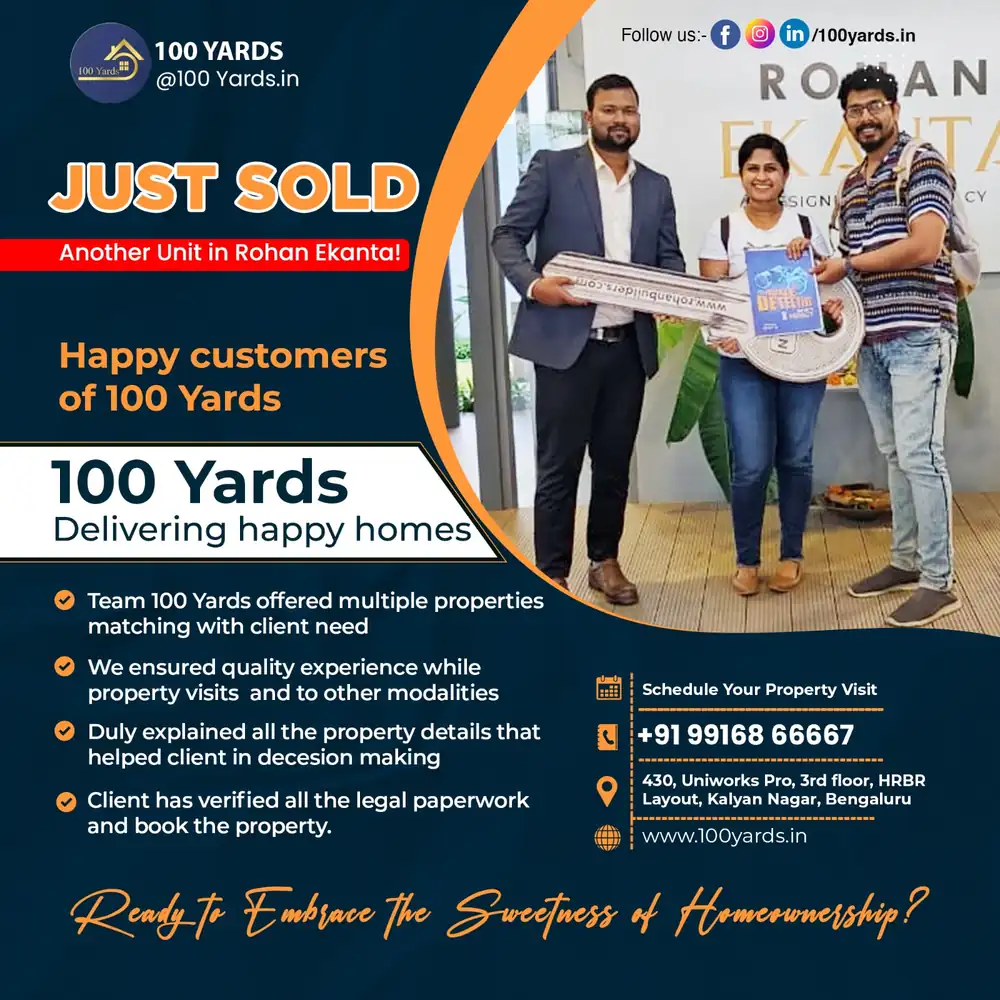 100 Yards
100 YARDS
@100 Yards.in
Follow us:- /100yards.in
JUST SOLD
Another Unit in Rohan Ekanta!
ROHAN
EKANTA
CY
www.rohanbuilders.com
DETECTIVE
Happy customers
of 100 Yards
100 Yards
Delivering happy homes
Team 100 Yards offered multiple properties
matching with client need
We ensured quality experience while
property visits and to other modalities
Duly explained all the property details that
helped client in decesion making
Client has verified all the legal paperwork
and book the property.
Schedule Your Property Visit
+91 99168 66667
430, Uniworks Pro, 3rd floor, HRBR
Layout, Kalyan Nagar, Bengaluru
www.100yards.in
Ready to Embrace the Sweetness of Homeownership?